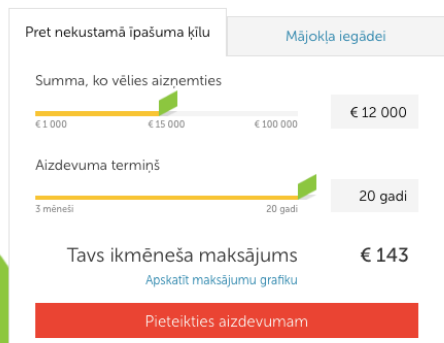 Pret nekustamā īpašuma ķīlu
Mājokļa iegādei
Summa, ko vēlies aizņemties
€ 12 000
€ 1 000 € 15 000 € 100 000
Aizdevuma termiņš
20 gadi
3 mēneši 20 gadi
Tavs ikmēneša maksājums € 143
Apskatīt maksājumu grafiku
Pieteikties aizdevumam